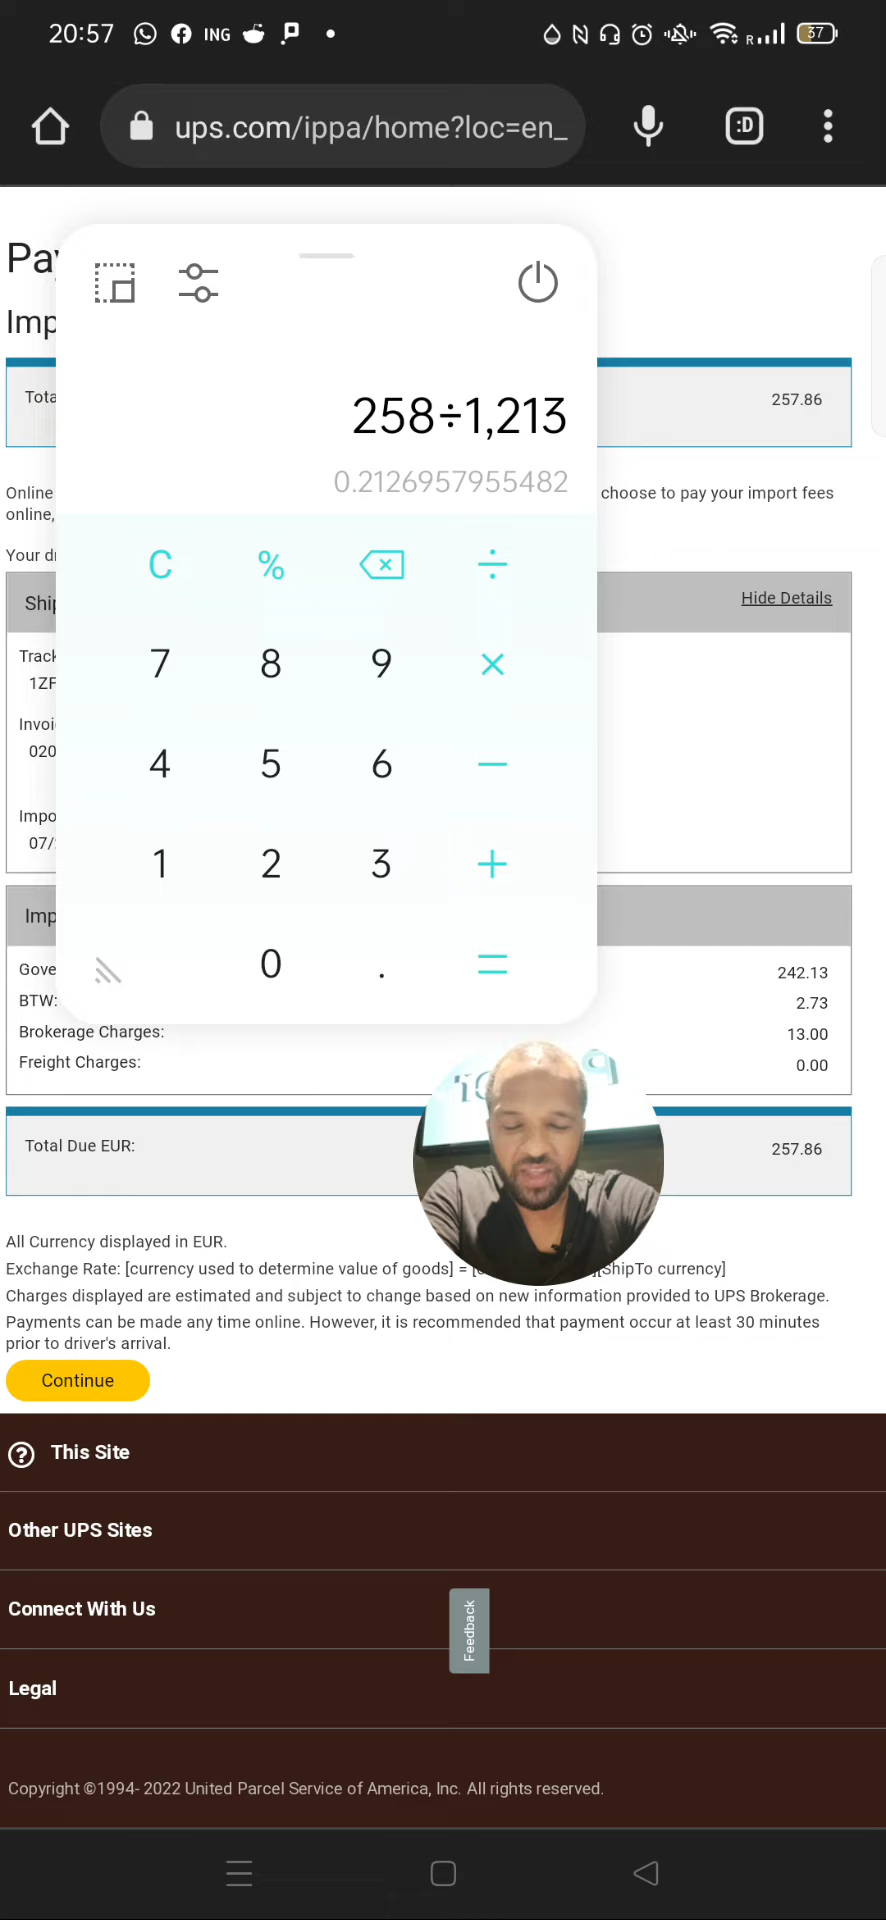 20:57 ING R 37
ups.com/ippa/home?loc=en_ :D
Pay
Imp
Tota 257.86
258÷1,213
0.2126957955482
Online choose to pay your import fees
online,
Your dr
C % ÷
Ship Hide Details
7 8 9 ×
Track
1ZF
Invoi
020
4 5 6 −
Impo
07/
1 2 3 +
Imp
0 . =
Gove 242.13
BTW: 2.73
Brokerage Charges: 13.00
Freight Charges: 0.00
Total Due EUR: 257.86
All Currency displayed in EUR.
Exchange Rate: [currency used to determine value of goods] = [ ][ShipTo currency]
Charges displayed are estimated and subject to change based on new information provided to UPS Brokerage.
Payments can be made any time online. However, it is recommended that payment occur at least 30 minutes
prior to driver's arrival.
Continue
This Site
Other UPS Sites
Connect With Us
Feedback
Legal
Copyright ©1994- 2022 United Parcel Service of America, Inc. All rights reserved.